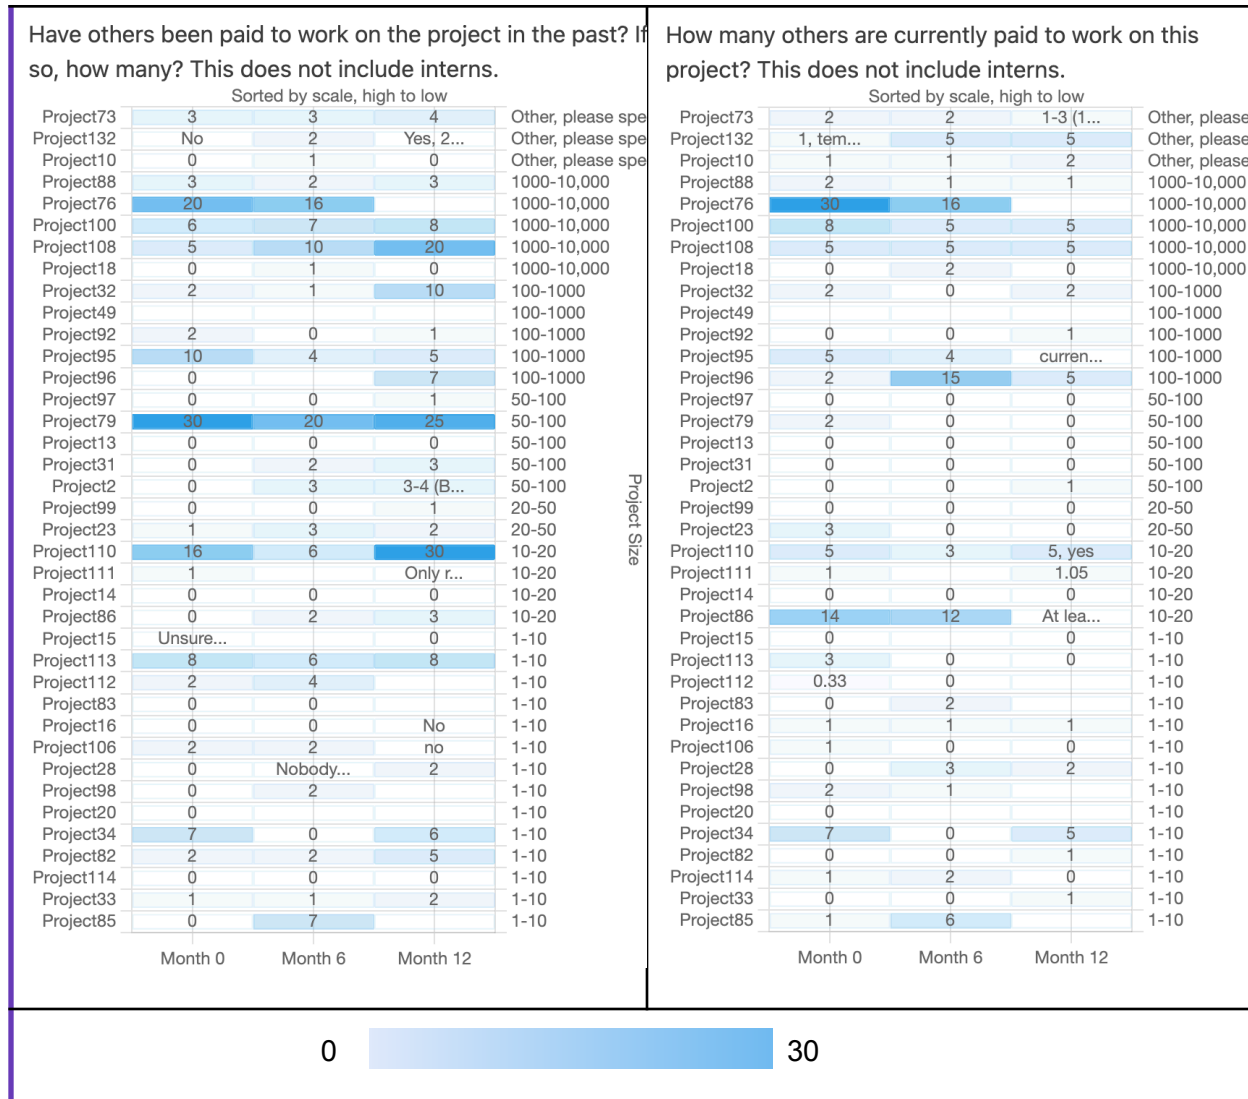 Have others been paid to work on the project in the past? If
so, how many? This does not include interns.
Sorted by scale, high to low
Project73 3 3 4 Other, please spe
Project132 No 2 Yes, 2... Other, please spe
Project10 0 1 0 Other, please spe
Project88 3 2 3 1000-10,000
Project76 20 16 1000-10,000
Project100 6 7 8 1000-10,000
Project108 5 10 20 1000-10,000
Project18 0 1 0 1000-10,000
Project32 2 1 10 100-1000
Project49 100-1000
Project92 2 0 1 100-1000
Project95 10 4 5 100-1000
Project96 0 7 100-1000
Project97 0 0 1 50-100
Project79 30 20 25 50-100
Project13 0 0 0 50-100
Project31 0 2 3 50-100
Project2 0 3 3-4 (B... 50-100
Project99 0 0 1 20-50
Project23 1 3 2 20-50
Project110 16 6 30 10-20
Project111 1 Only r... 10-20
Project14 0 0 0 10-20
Project86 0 2 3 10-20
Project15 Unsure... 0 1-10
Project113 8 6 8 1-10
Project112 2 4 1-10
Project83 0 0 1-10
Project16 0 0 No 1-10
Project106 2 2 no 1-10
Project28 0 Nobody... 2 1-10
Project98 0 2 1-10
Project20 0 1-10
Project34 7 0 6 1-10
Project82 2 2 5 1-10
Project114 0 0 0 1-10
Project33 1 1 2 1-10
Project85 0 7 1-10
Month 0 Month 6 Month 12
Project Size
How many others are currently paid to work on this
project? This does not include interns.
Sorted by scale, high to low
Project73 2 2 1-3 (1... Other, please
Project132 1, tem... 5 5 Other, please
Project10 1 1 2 Other, please
Project88 2 1 1 1000-10,000
Project76 30 16 1000-10,000
Project100 8 5 5 1000-10,000
Project108 5 5 5 1000-10,000
Project18 0 2 0 1000-10,000
Project32 2 0 2 100-1000
Project49 100-1000
Project92 0 0 1 100-1000
Project95 5 4 curren... 100-1000
Project96 2 15 5 100-1000
Project97 0 0 0 50-100
Project79 2 0 0 50-100
Project13 0 0 0 50-100
Project31 0 0 0 50-100
Project2 0 0 1 50-100
Project99 0 0 0 20-50
Project23 3 0 0 20-50
Project110 5 3 5, yes 10-20
Project111 1 1.05 10-20
Project14 0 0 0 10-20
Project86 14 12 At lea... 10-20
Project15 0 0 1-10
Project113 3 0 0 1-10
Project112 0.33 0 1-10
Project83 0 2 1-10
Project16 1 1 1 1-10
Project106 1 0 0 1-10
Project28 0 3 2 1-10
Project98 2 1 1-10
Project20 0 1-10
Project34 7 0 5 1-10
Project82 0 0 1 1-10
Project114 1 2 0 1-10
Project33 0 0 1 1-10
Project85 1 6 1-10
Month 0 Month 6 Month 12
0 30